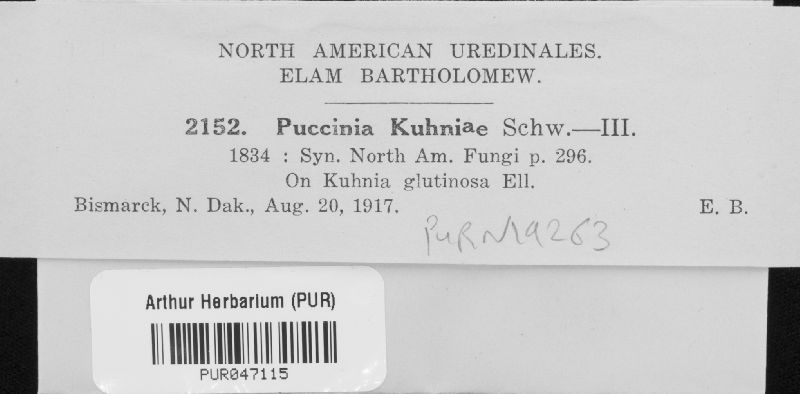 NORTH AMERICAN UREDINALES.
ELAM BARTHOLOMEW.
2152. Puccinia Kuhniae Schw.—III.
1834 : Syn. North Am. Fungi p. 296.
On Kuhnia glutinosa Ell.
Bismarck, N. Dak., Aug. 20, 1917. E. B.
PUR N19263
Arthur Herbarium (PUR)
PUR047115